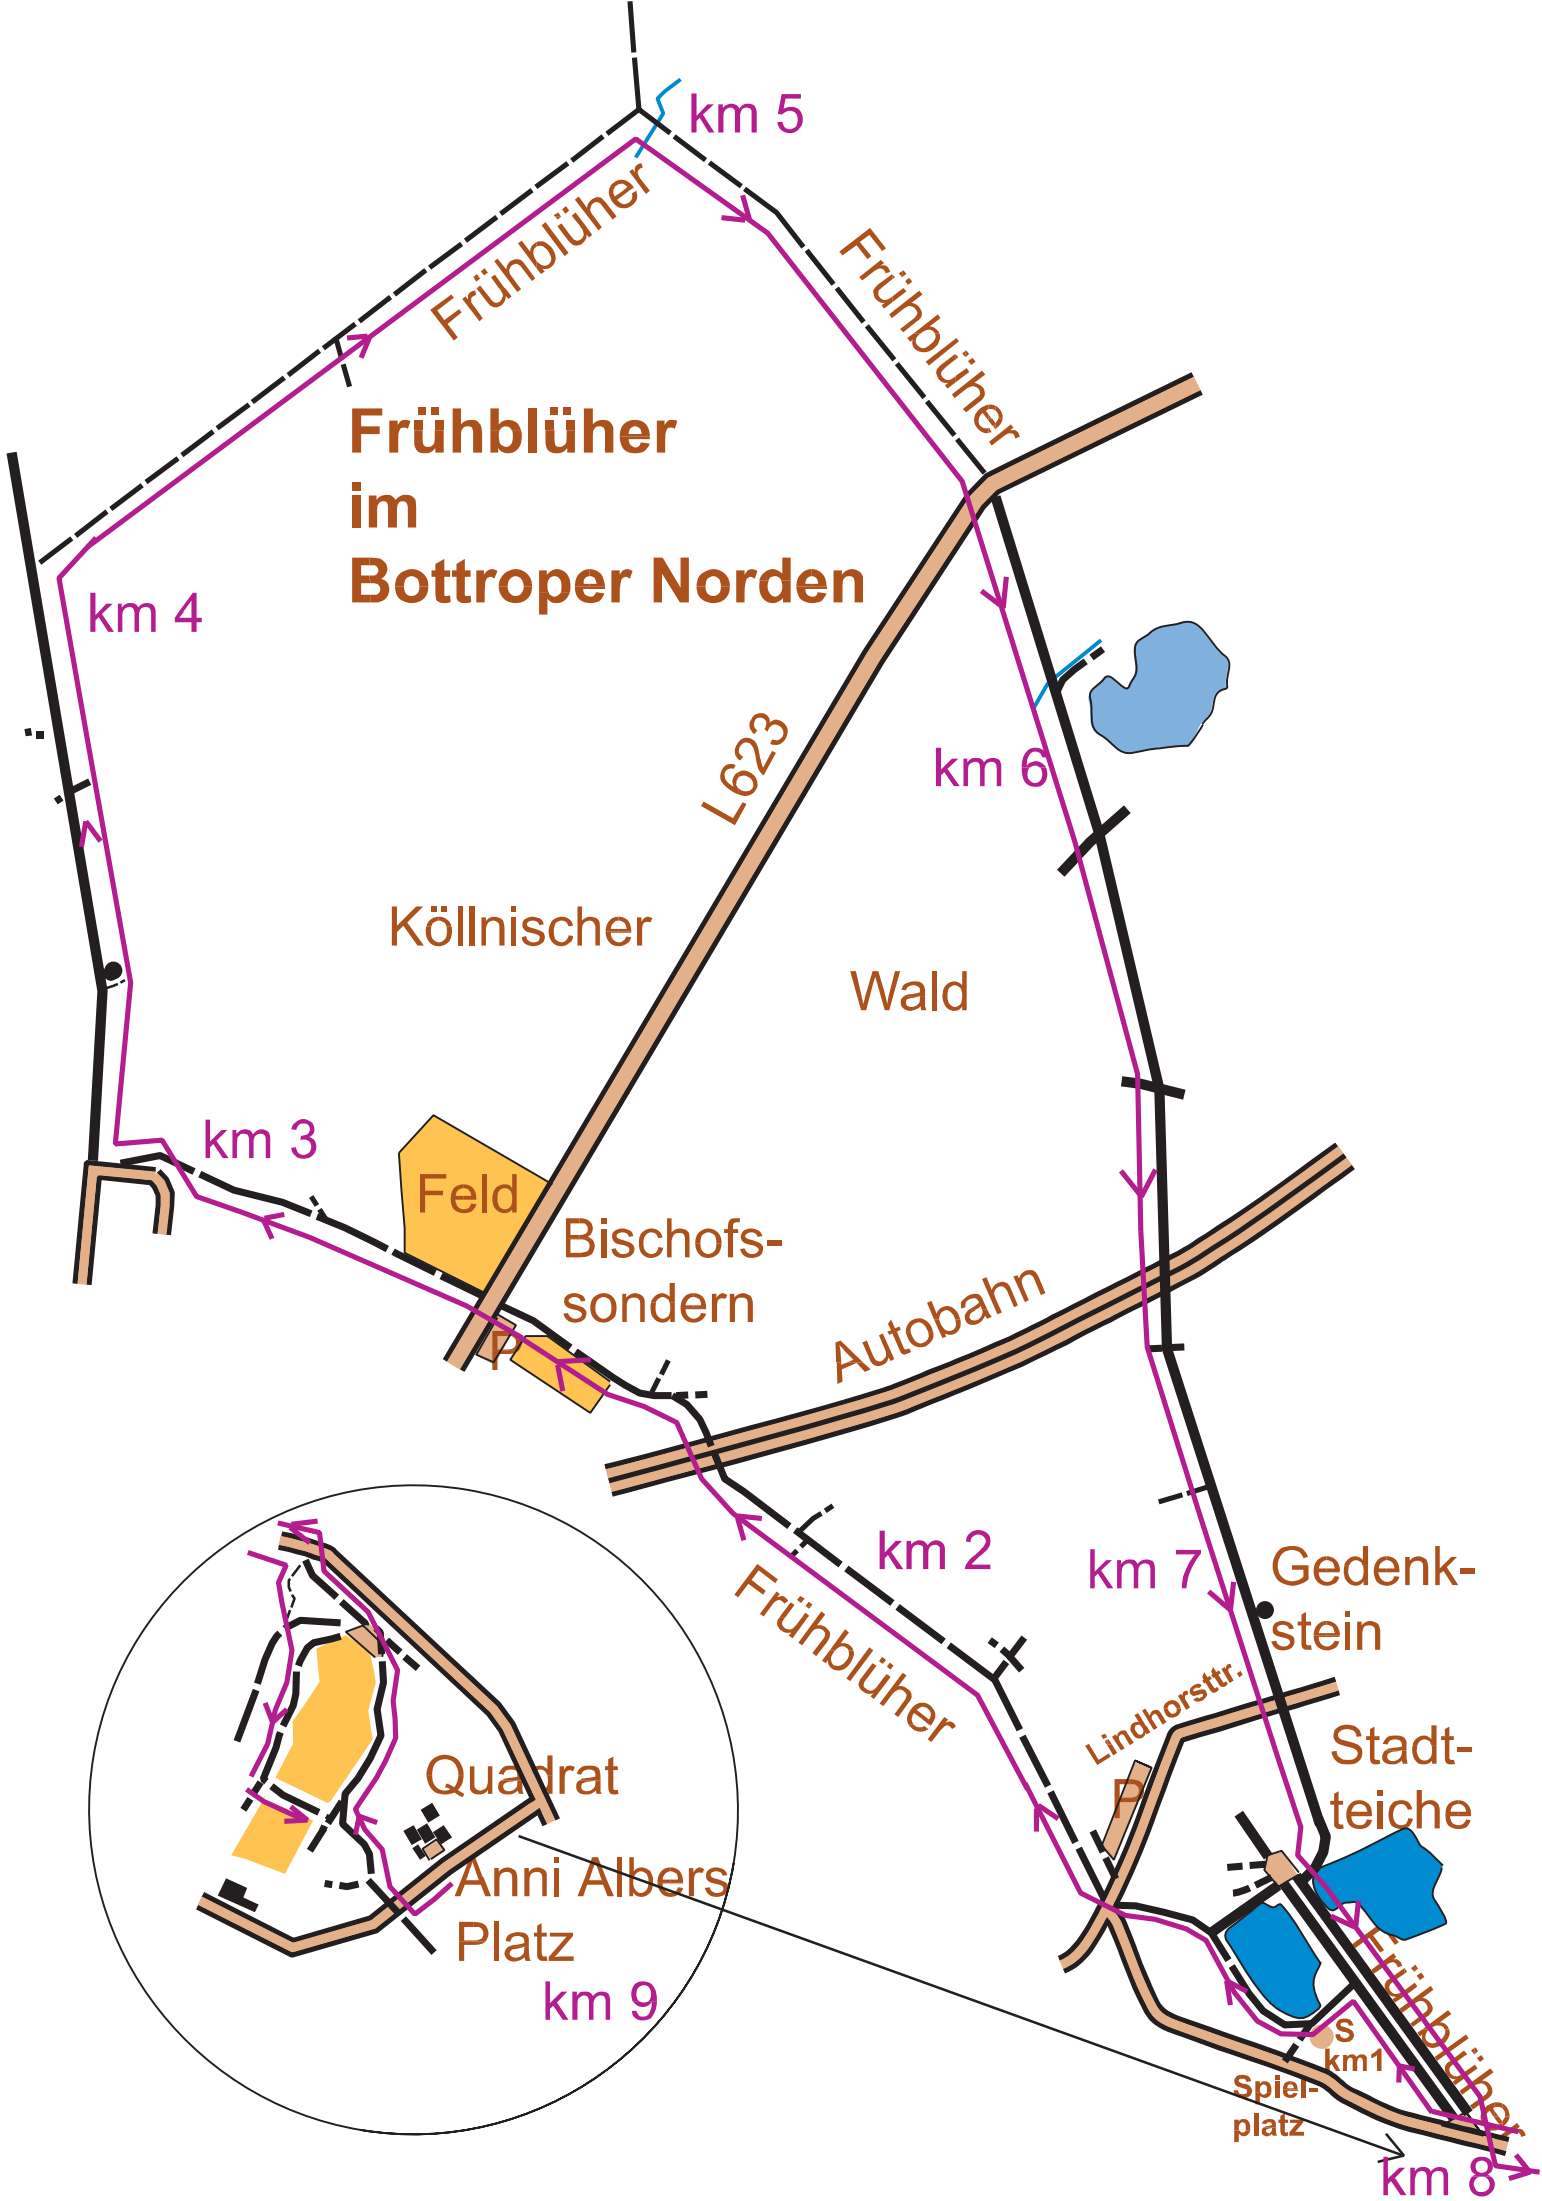 km 5
Frühblüher
Frühblüher
Frühblüher
im
Bottroper Norden
km 4
L623
km 6
Köllnischer
Wald
km 3
Feld
Bischofs-
sondern
P
Autobahn
km 2
km 7
Frühblüher
Gedenk-
stein
Lindhorsttr.
P
Stadt-
teiche
Quadrat
Anni Albers
Platz
km 9
Frühblüher
S
km1
Spiel-
platz
km 8